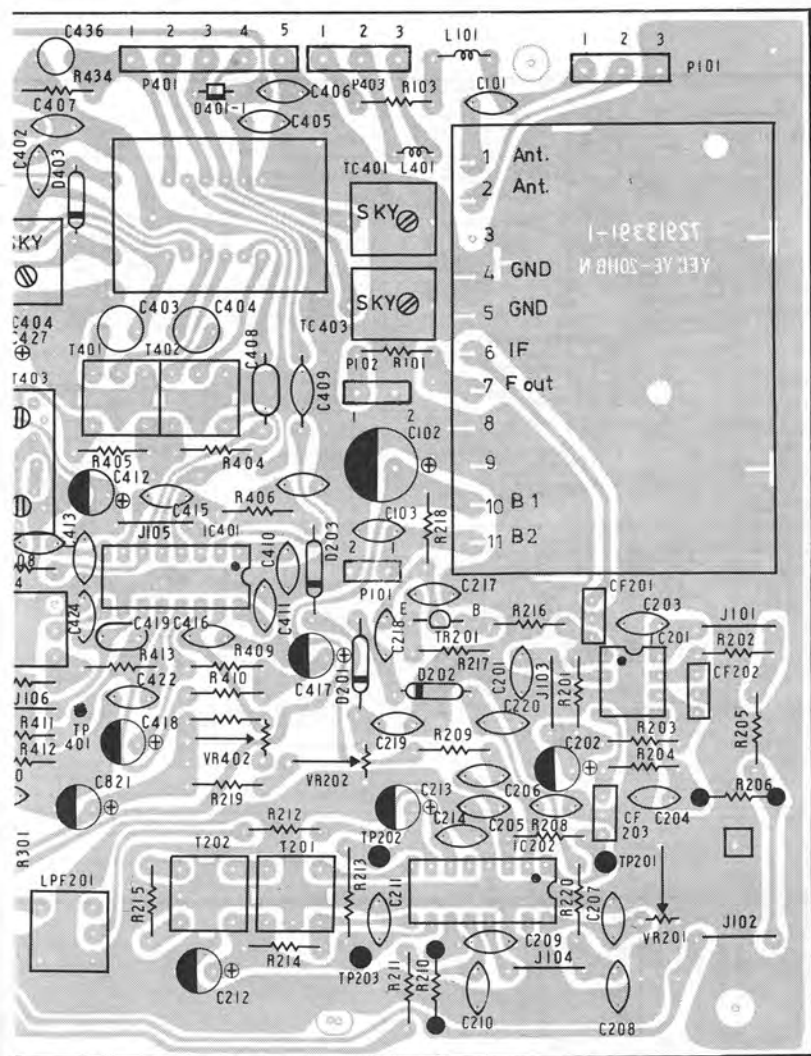 C436
1 2 3 4 5
1 2 3
L101
1 2 3
P101
R434
P401
D401-1
C406
P403
R103
C101
C407
C405
C402
D403
L401
TC401
1 Ant.
2 Ant.
SKY
3
72913391-1
YEC YE-20HB N
SKY
4 GND
SKY
5 GND
C404
C427
C403
C404
TC403
6 IF
T401
T402
C408
R101
7 F out
T403
C409
P102
1 2
8
C102
9
R405
R404
C412
C415
R406
10 B1
C413
J105
IC401
C410
D203
C103
R218
11 B2
2 1
P101
C217
CF201
4
C424
C419
C416
C411
E B
R216
C203
J101
TR201
IC201
R202
R413
R409
C417
D201
C218
R217
C201
J103
R201
CF202
J106
C422
R410
D202
C220
R411
TP
401
C418
C219
R209
R203
R205
R412
VR402
VR202
C202
R204
C821
R219
C213
C206
R206
C214
C205
R208
CF
203
C204
R212
TP202
IC202
R301
T202
T201
TP201
LPF201
R215
R213
C211
R220
C207
VR201
J102
R214
TP203
C209
J104
C212
R211
R210
C210
C208